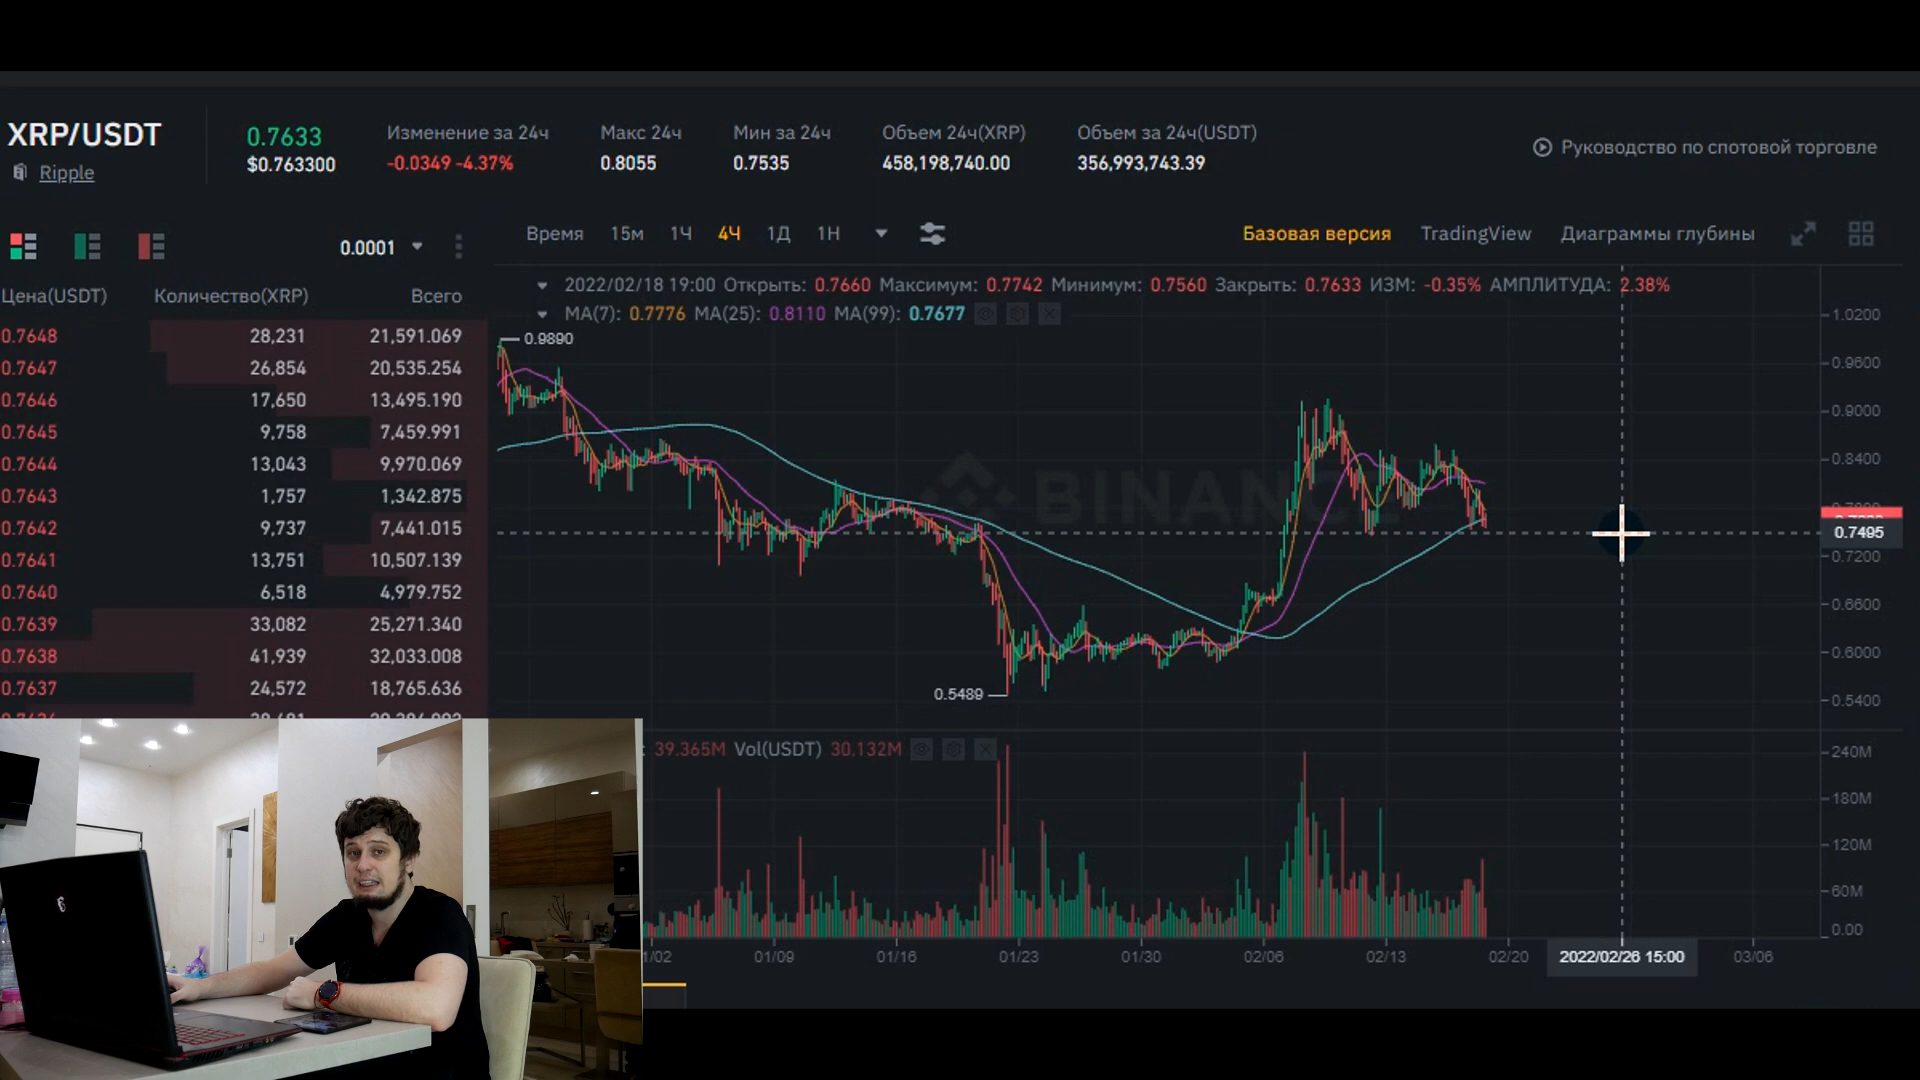 XRP/USDT
Ripple
0.7633
$0.763300
Изменение за 24ч
-0.0349 -4.37%
Макс 24ч
0.8055
Мин за 24ч
0.7535
Объем 24ч(XRP)
458,198,740.00
Объем за 24ч(USDT)
356,993,743.39
Руководство по спотовой торговле
0.0001
Время 15м 1Ч 4Ч 1Д 1Н
Базовая версия TradingView Диаграммы глубины
Цена(USDT) Количество(XRP) Всего
0.7648 28,231 21,591.069
0.7647 26,854 20,535.254
0.7646 17,650 13,495.190
0.7645 9,758 7,459.991
0.7644 13,043 9,970.069
0.7643 1,757 1,342.875
0.7642 9,737 7,441.015
0.7641 13,751 10,507.139
0.7640 6,518 4,979.752
0.7639 33,082 25,271.340
0.7638 41,939 32,033.008
0.7637 24,572 18,765.636
2022/02/18 19:00 Открыть: 0.7660 Максимум: 0.7742 Минимум: 0.7560 Закрыть: 0.7633 ИЗМ: -0.35% АМПЛИТУДА: 2.38%
MA(7): 0.7776 MA(25): 0.8110 MA(99): 0.7677
0.9890
BINANCE
0.5489
1.0200
0.9600
0.9000
0.8400
0.7495
0.7200
0.6600
0.6000
0.5400
39.365M Vol(USDT) 30.132M
240M
180M
120M
60M
0.00
1/02 01/09 01/16 01/23 01/30 02/06 02/13 02/20 2022/02/26 15:00 03/06